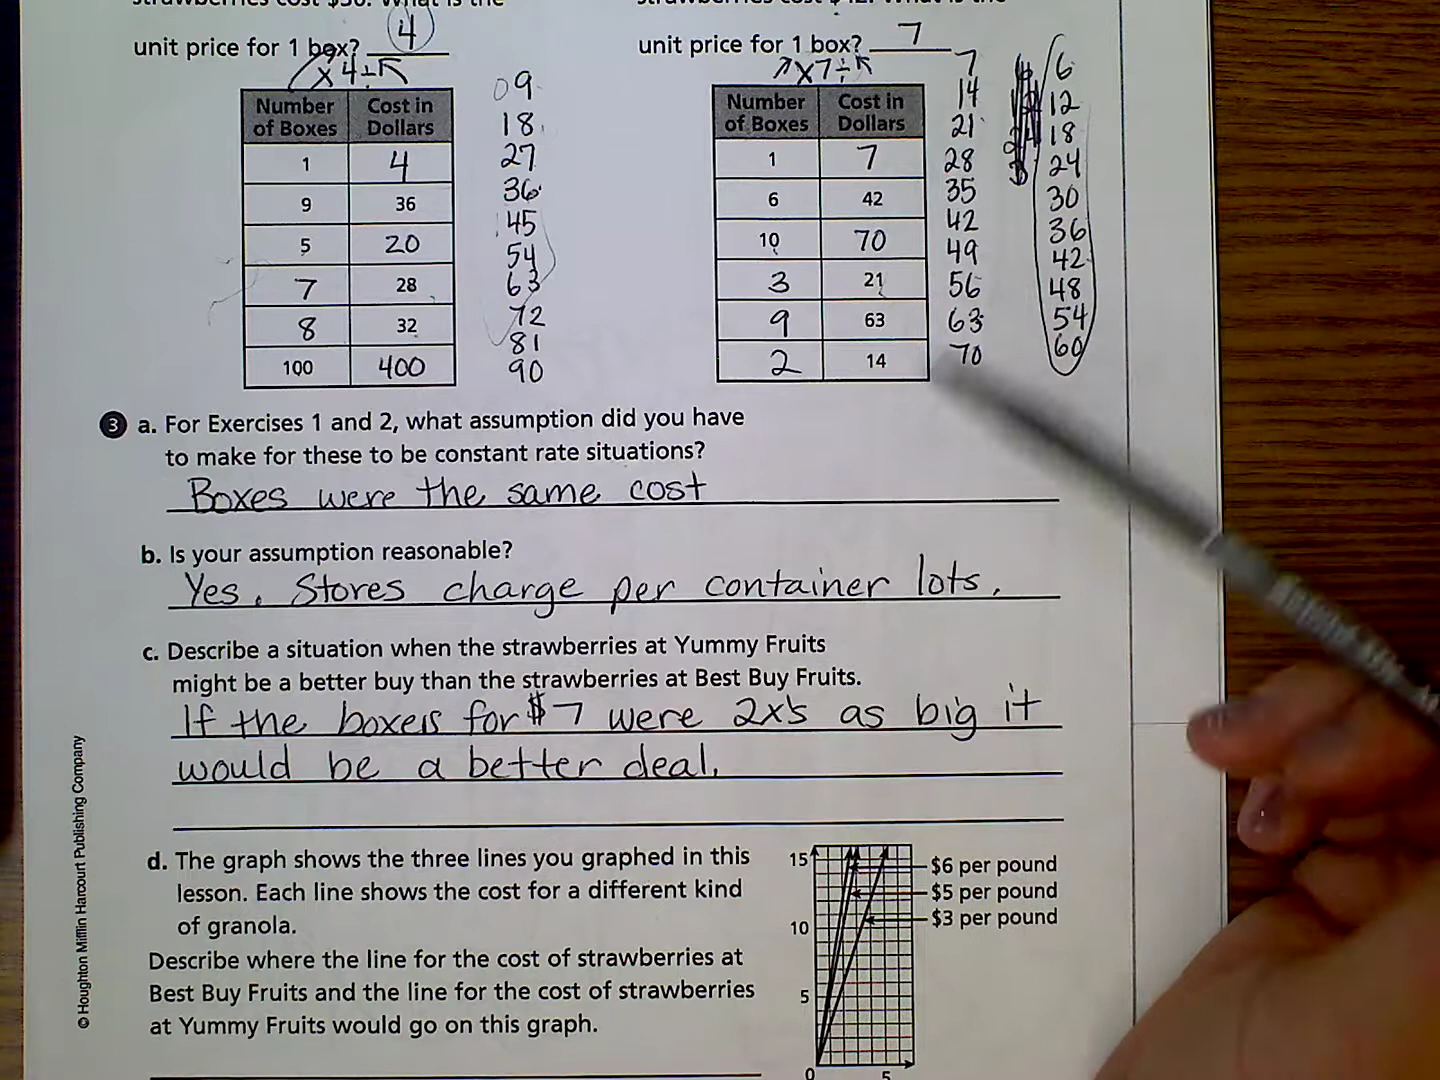 unit price for 1 box? 4
× 4 ÷
Number of Boxes Cost in Dollars
1 4
9 36
5 20
7 28
8 32
100 400
09
18
27
36
45
54
63
72
81
90
unit price for 1 box? 7
×7÷
Number of Boxes Cost in Dollars
1 7
6 42
10 70
3 21
9 63
2 14
7
14
21
28
35
42
49
56
63
70
6
12
18
24
30
36
42
48
54
60
3 a. For Exercises 1 and 2, what assumption did you have
to make for these to be constant rate situations?
Boxes were the same cost
b. Is your assumption reasonable?
Yes. Stores charge per container lots.
c. Describe a situation when the strawberries at Yummy Fruits
might be a better buy than the strawberries at Best Buy Fruits.
If the boxes for $7 were 2x's as big it
would be a better deal.
d. The graph shows the three lines you graphed in this
lesson. Each line shows the cost for a different kind
of granola.
Describe where the line for the cost of strawberries at
Best Buy Fruits and the line for the cost of strawberries
at Yummy Fruits would go on this graph.
15
10
5
0 5
$6 per pound
$5 per pound
$3 per pound
© Houghton Mifflin Harcourt Publishing Company